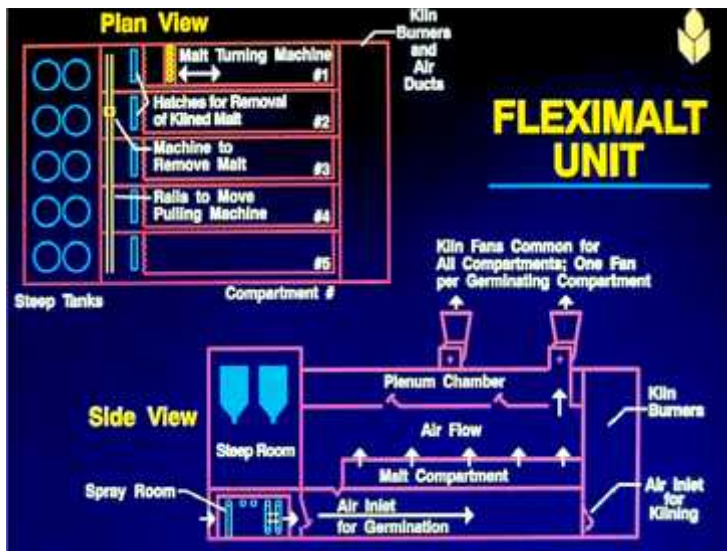 Plan View
Kiln
Burners
and
Air
Ducts
Malt Turning Machine
#1
Hatches for Removal
of Kilned Malt
#2
Machine to
Remove Malt
#3
Rails to Move
Pulling Machine
#4
#5
Steep Tanks
Compartment #
FLEXIMALT
UNIT
Kiln Fans Common for
All Compartments; One Fan
per Germinating Compartment
Side View
Plenum Chamber
Kiln
Burners
Air Flow
Steep Room
Malt Compartment
Spray Room
Air Inlet
for Germination
Air Inlet
for
Kilning